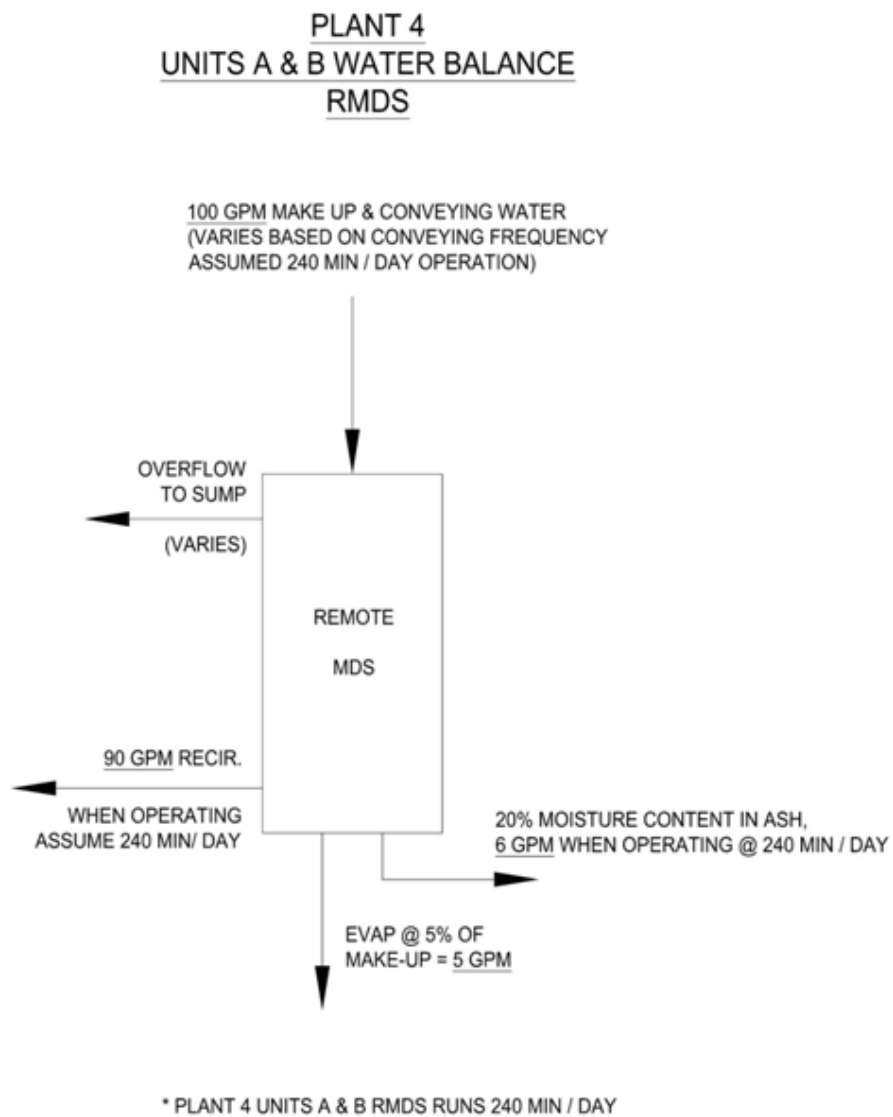 PLANT 4
UNITS A & B WATER BALANCE
RMDS
100 GPM MAKE UP & CONVEYING WATER
(VARIES BASED ON CONVEYING FREQUENCY
ASSUMED 240 MIN / DAY OPERATION)
OVERFLOW
TO SUMP
(VARIES)
REMOTE
MDS
90 GPM RECIR.
WHEN OPERATING
ASSUME 240 MIN/ DAY
20% MOISTURE CONTENT IN ASH,
6 GPM WHEN OPERATING @ 240 MIN / DAY
EVAP @ 5% OF
MAKE-UP = 5 GPM
* PLANT 4 UNITS A & B RMDS RUNS 240 MIN / DAY